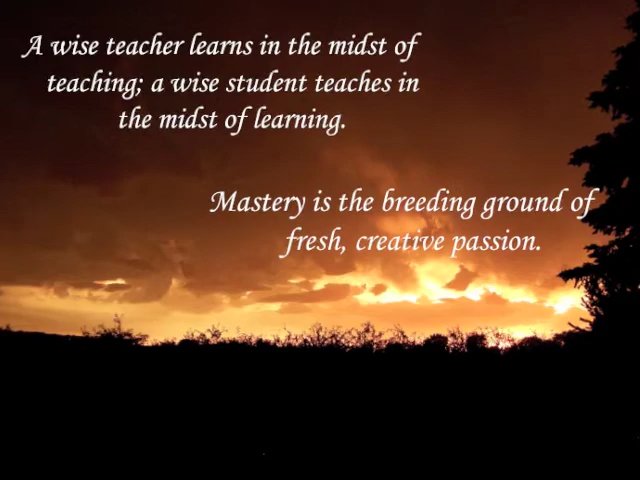 A wise teacher learns in the midst of
teaching; a wise student teaches in
the midst of learning.
Mastery is the breeding ground of
fresh, creative passion.